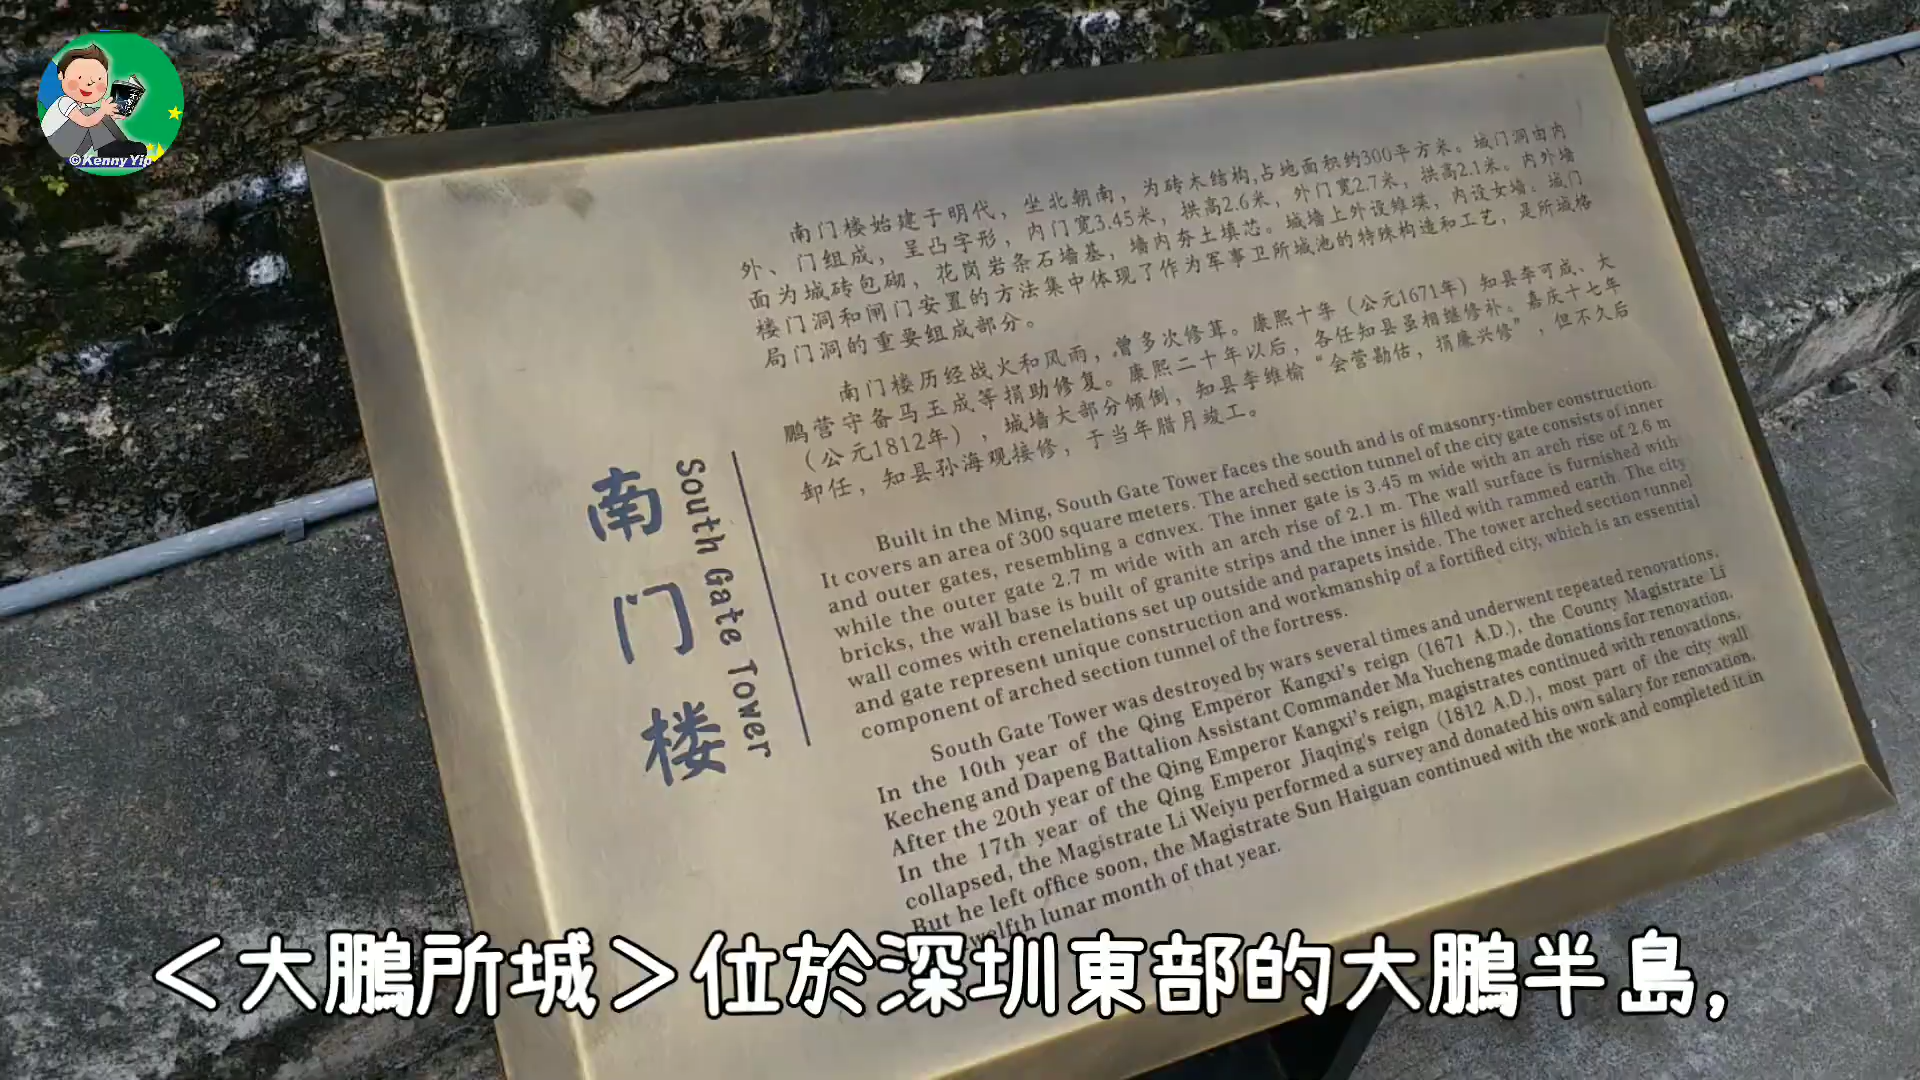 ©Kenny Yip
南门楼
South Gate Tower
南门楼始建于明代，坐北朝南，为砖木结构,占地面积约300平方米。城门洞由内
外、门组成，呈凸字形，内门宽3.45米，拱高2.6米，外门宽2.7米，拱高2.1米。内外墙
面为城砖包砌，花岗岩条石墙基，墙内夯土填芯。城墙上外设雉堞，内设女墙。城门
楼门洞和闸门安置的方法集中体现了作为军事卫所城池的特殊构造和工艺，是所城格
局门洞的重要组成部分。
南门楼历经战火和风雨，曾多次修葺。康熙十年（公元1671年）知县李可成、大
鹏营守备马玉成等捐助修复。康熙二十年以后，各任知县虽相继修补。嘉庆十七年
（公元1812年），城墙大部分倾倒，知县李维榆“会营勘估，捐廉兴修”，但不久后
卸任，知县孙海观接修，于当年腊月竣工。
Built in the Ming, South Gate Tower faces the south and is of masonry-timber construction.
It covers an area of 300 square meters. The arched section tunnel of the city gate consists of inner
and outer gates, resembling a convex. The inner gate is 3.45 m wide with an arch rise of 2.6 m
while the outer gate 2.7 m wide with an arch rise of 2.1 m. The wall surface is furnished with
bricks, the wall base is built of granite strips and the inner is filled with rammed earth. The city
wall comes with crenelations set up outside and parapets inside. The tower arched section tunnel
and gate represent unique construction and workmanship of a fortified city, which is an essential
component of arched section tunnel of the fortress.
South Gate Tower was destroyed by wars several times and underwent repeated renovations.
In the 10th year of the Qing Emperor Kangxi's reign (1671 A.D.), the County Magistrate Li
Kecheng and Dapeng Battalion Assistant Commander Ma Yucheng made donations for renovation.
After the 20th year of the Qing Emperor Kangxi's reign, magistrates continued with renovations.
In the 17th year of the Qing Emperor Jiaqing's reign (1812 A.D.), most part of the city wall
collapsed, the Magistrate Li Weiyu performed a survey and donated his own salary for renovation.
But he left office soon, the Magistrate Sun Haiguan continued with the work and completed it in
twelfth lunar month of that year.
＜大鵬所城＞位於深圳東部的大鵬半島,